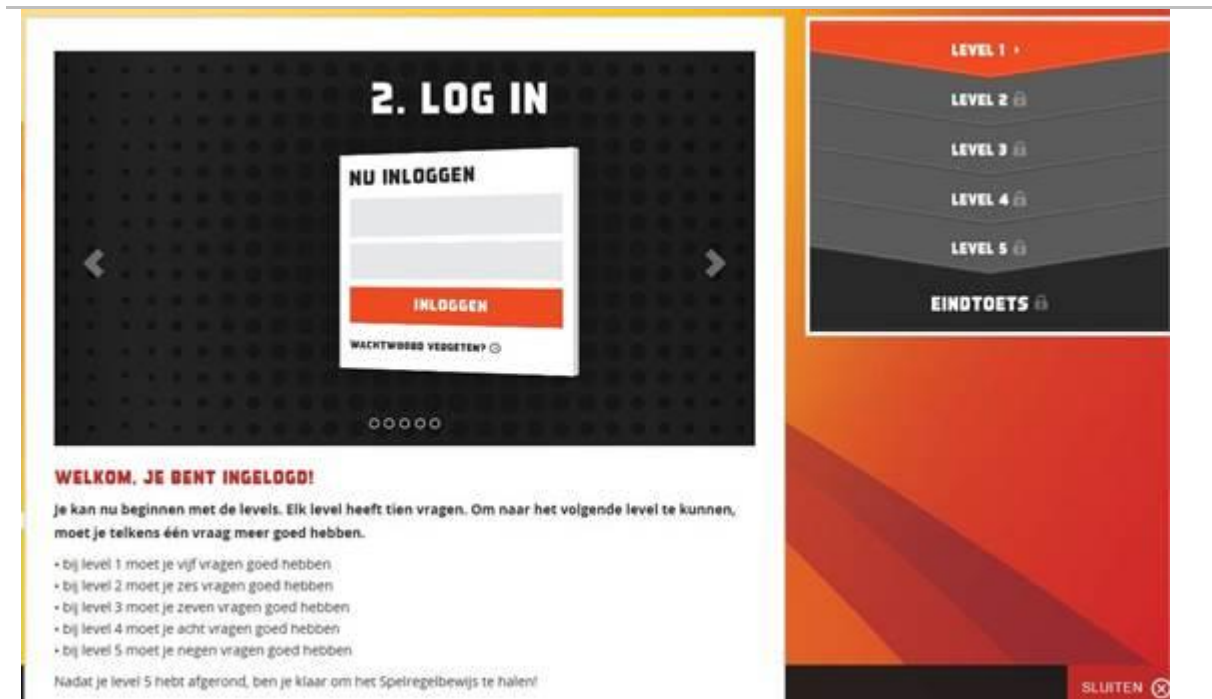 2. LOG IN
NU INLOGGEN
INLOGGEN
WACHTWOORD VERGETEN?
WELKOM, JE BENT INGELOGD!
Je kan nu beginnen met de levels. Elk level heeft tien vragen. Om naar het volgende level te kunnen,
moet je telkens één vraag meer goed hebben.
• bij level 1 moet je vijf vragen goed hebben
• bij level 2 moet je zes vragen goed hebben
• bij level 3 moet je zeven vragen goed hebben
• bij level 4 moet je acht vragen goed hebben
• bij level 5 moet je negen vragen goed hebben
Nadat je level 5 hebt afgerond, ben je klaar om het Spelregelbewijs te halen!
LEVEL 1
LEVEL 2
LEVEL 3
LEVEL 4
LEVEL 5
EINDTOETS
SLUITEN